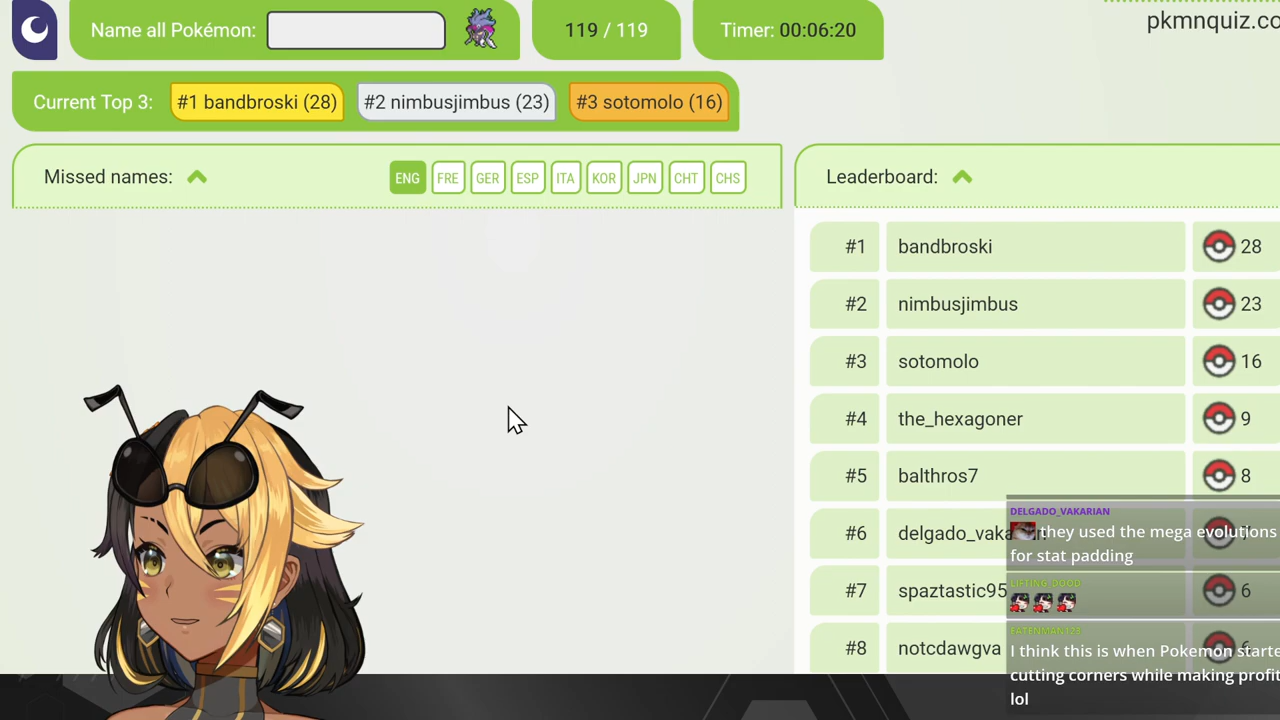 Name all Pokémon:
119 / 119
Timer: 00:06:20
pkmnquiz.co
Current Top 3:
#1 bandbroski (28)
#2 nimbusjimbus (23)
#3 sotomolo (16)
Missed names:
ENG FRE GER ESP ITA KOR JPN CHT CHS
Leaderboard:
#1 bandbroski 28
#2 nimbusjimbus 23
#3 sotomolo 16
#4 the_hexagoner 9
#5 balthros7 8
#6 delgado_vaka
#7 spaztastic95 6
#8 notcdawgva
DELGADO_VAKARIAN
they used the mega evolutions
for stat padding
LIFTING_DOOD
FATENMAN123
I think this is when Pokemon starte
cutting corners while making profit
lol